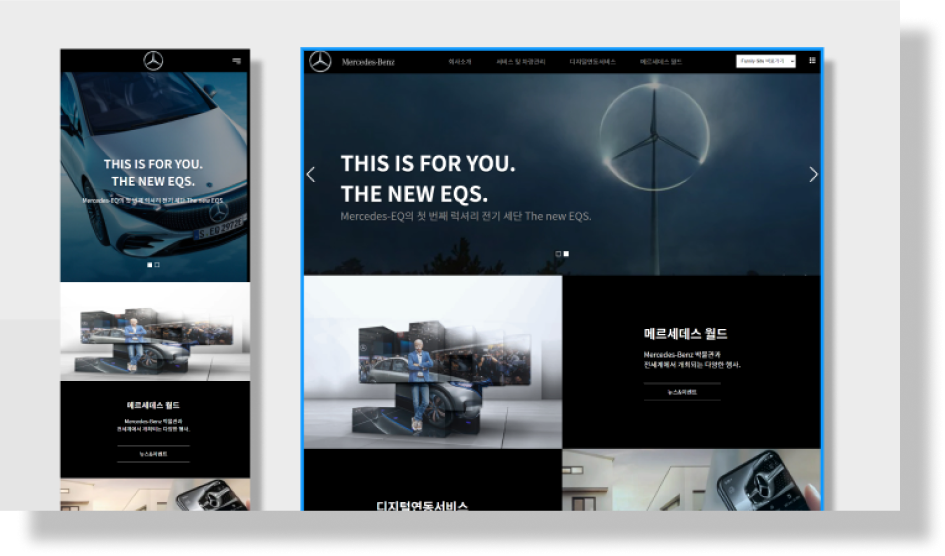 THIS IS FOR YOU.
THE NEW EQS.
Mercedes-EQ의 첫 번째 럭셔리 전기 세단 The new EQS.
메르세데스 월드
Mercedes-Benz 박물관과
전세계에서 개최되는 다양한 행사.
뉴스&이벤트
Mercedes-Benz
회사소개
서비스 및 차량관리
디지털연동서비스
메르세데스 월드
Family Site 바로가기
THIS IS FOR YOU.
THE NEW EQS.
Mercedes-EQ의 첫 번째 럭셔리 전기 세단 The new EQS.
메르세데스 월드
Mercedes-Benz 박물관과
전세계에서 개최되는 다양한 행사.
뉴스&이벤트
디지털연동서비스